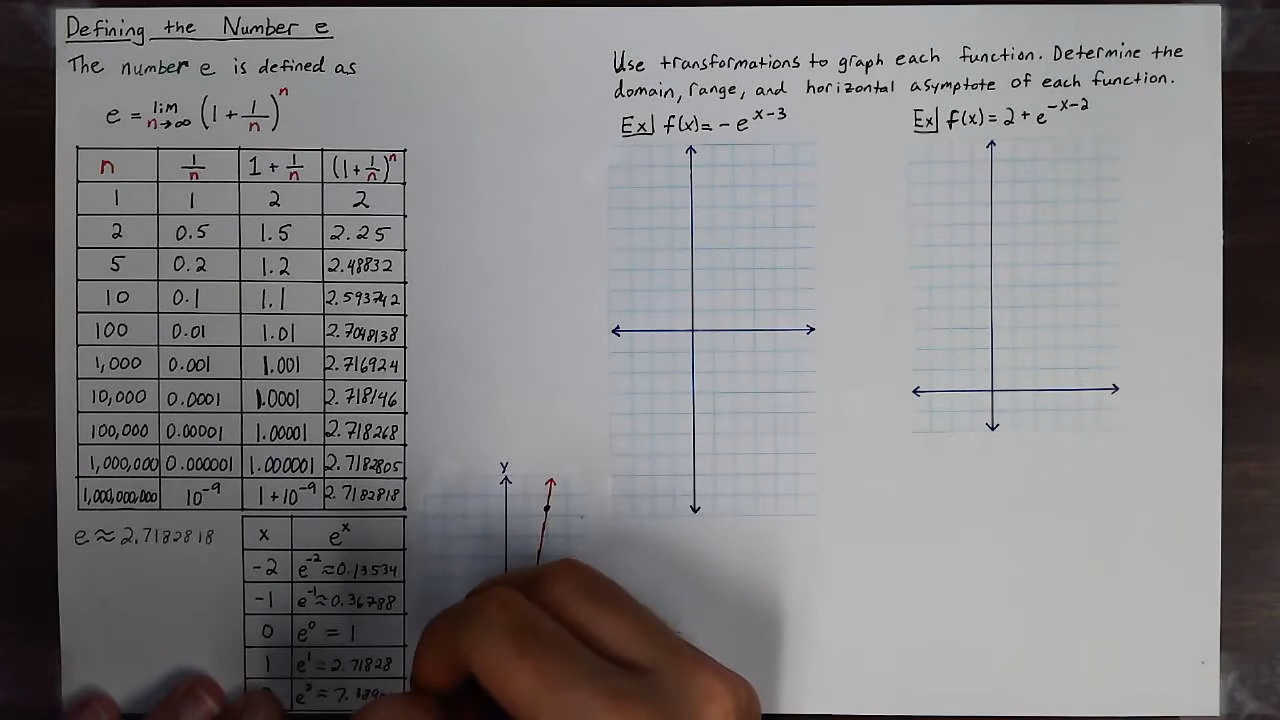 Defining the Number e
The number e is defined as
e = lim n→∞ (1 + 1/n)^n
n 1/n 1 + 1/n (1 + 1/n)^n
1 1 2 2
2 0.5 1.5 2.25
5 0.2 1.2 2.48832
10 0.1 1.1 2.593742
100 0.01 1.01 2.7048138
1,000 0.001 1.001 2.716924
10,000 0.0001 1.0001 2.718146
100,000 0.00001 1.00001 2.718268
1,000,000 0.000001 1.000001 2.7182805
1,000,000,000 10^-9 1 + 10^-9 2.7182818
e ≈ 2.7182818
x e^x
-2 e^-2 ≈ 0.13534
-1 e^-1 ≈ 0.36788
0 e^0 = 1
1 e^1 ≈ 2.71828
e^2 ≈ 7.389
y
Use transformations to graph each function. Determine the
domain, range, and horizontal asymptote of each function.
Ex] f(x) = -e^x-3
Ex] f(x) = 2 + e^-x-2